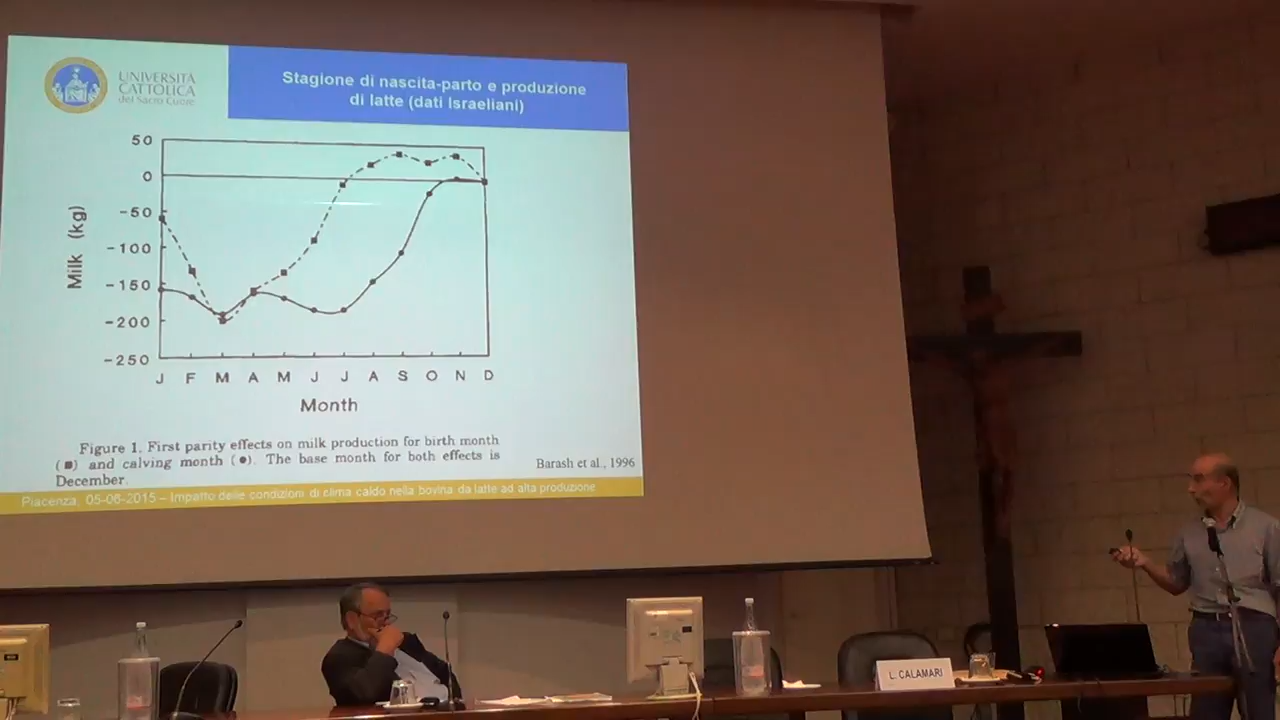 UNIVERSITÀ
CATTOLICA
del Sacro Cuore
Stagione di nascita-parto e produzione
di latte (dati Israeliani)
50
0
-50
-100
-150
-200
-250
Milk (kg)
J F M A M J J A S O N D
Month
Figure 1. First parity effects on milk production for birth month
(■) and calving month (●). The base month for both effects is
December.
Barash et al., 1996
Piacenza, 05-06-2015 – Impatto delle condizioni di clima caldo nella bovina da latte ad alta produzione
L. CALAMARI